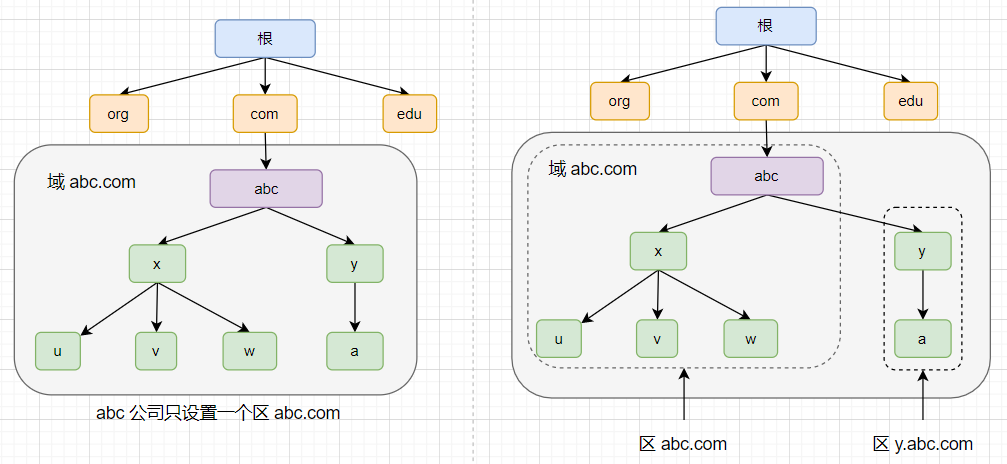 根
org
com
edu
域 abc.com
abc
x
y
u
v
w
a
abc 公司只设置一个区 abc.com
根
org
com
edu
域 abc.com
abc
x
y
u
v
w
a
区 abc.com
区 y.abc.com